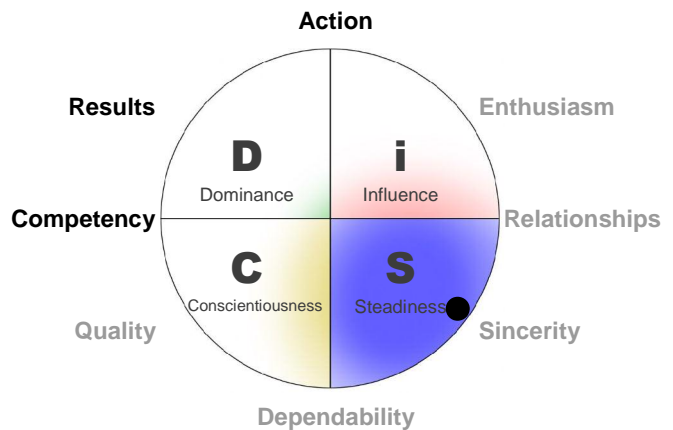 Action
Results
Enthusiasm
D
i
Dominance
Influence
Competency
Relationships
C
S
Conscientiousness
Steadiness
Quality
Sincerity
Dependability